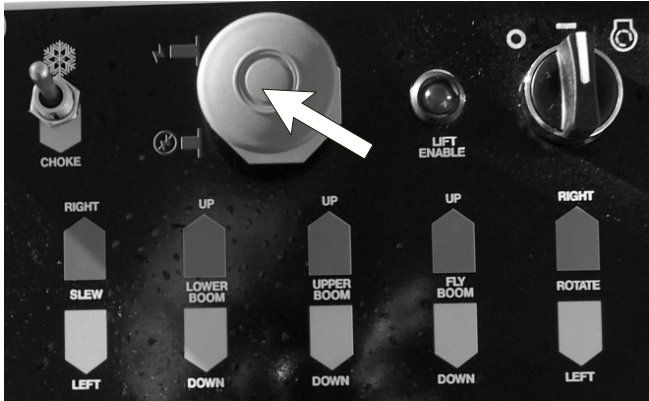 CHOKE
LIFT
ENABLE
RIGHT
UP
UP
UP
RIGHT
SLEW
LOWER
BOOM
UPPER
BOOM
FLY
BOOM
ROTATE
LEFT
DOWN
DOWN
DOWN
LEFT